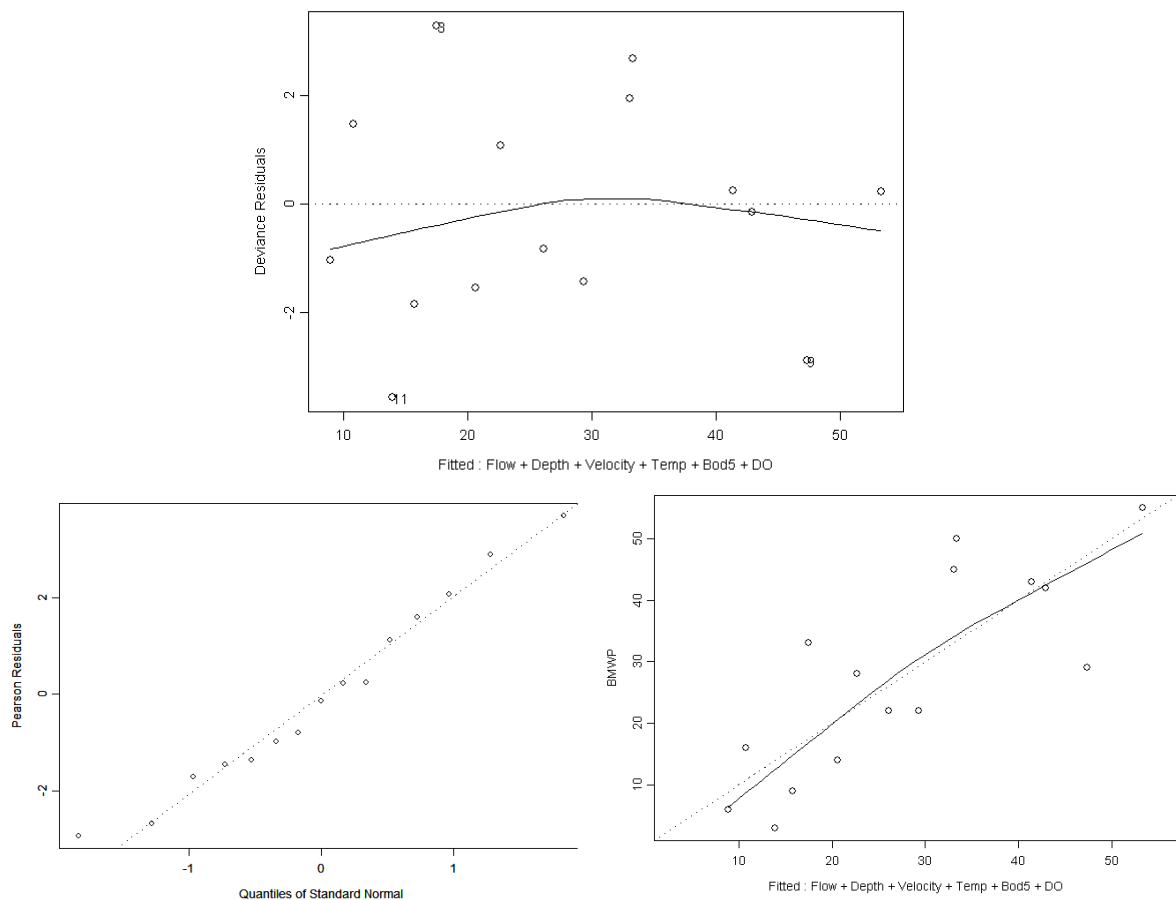 Deviance Residuals
2
0
-2
8
11
9
10 20 30 40 50
Fitted : Flow + Depth + Velocity + Temp + Bod5 + DO
Pearson Residuals
2
0
-2
-1 0 1
Quantiles of Standard Normal
BMWP
50
40
30
20
10
10 20 30 40 50
Fitted : Flow + Depth + Velocity + Temp + Bod5 + DO